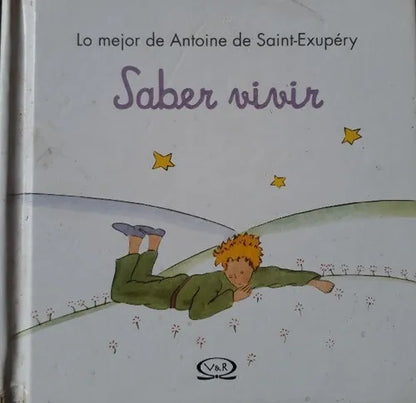 Lo mejor de Antoine de Saint-Exupéry
Saber vivir
V&R